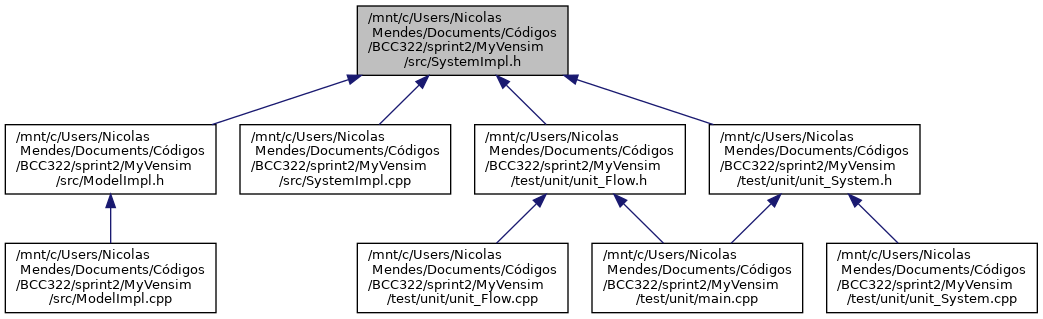 /mnt/c/Users/Nicolas
Mendes/Documents/Códigos
/BCC322/sprint2/MyVensim
/src/SystemImpl.h
/mnt/c/Users/Nicolas
Mendes/Documents/Códigos
/BCC322/sprint2/MyVensim
/src/ModelImpl.h
/mnt/c/Users/Nicolas
Mendes/Documents/Códigos
/BCC322/sprint2/MyVensim
/src/SystemImpl.cpp
/mnt/c/Users/Nicolas
Mendes/Documents/Códigos
/BCC322/sprint2/MyVensim
/test/unit/unit_Flow.h
/mnt/c/Users/Nicolas
Mendes/Documents/Códigos
/BCC322/sprint2/MyVensim
/test/unit/unit_System.h
/mnt/c/Users/Nicolas
Mendes/Documents/Códigos
/BCC322/sprint2/MyVensim
/src/ModelImpl.cpp
/mnt/c/Users/Nicolas
Mendes/Documents/Códigos
/BCC322/sprint2/MyVensim
/test/unit/unit_Flow.cpp
/mnt/c/Users/Nicolas
Mendes/Documents/Códigos
/BCC322/sprint2/MyVensim
/test/unit/main.cpp
/mnt/c/Users/Nicolas
Mendes/Documents/Códigos
/BCC322/sprint2/MyVensim
/test/unit/unit_System.cpp